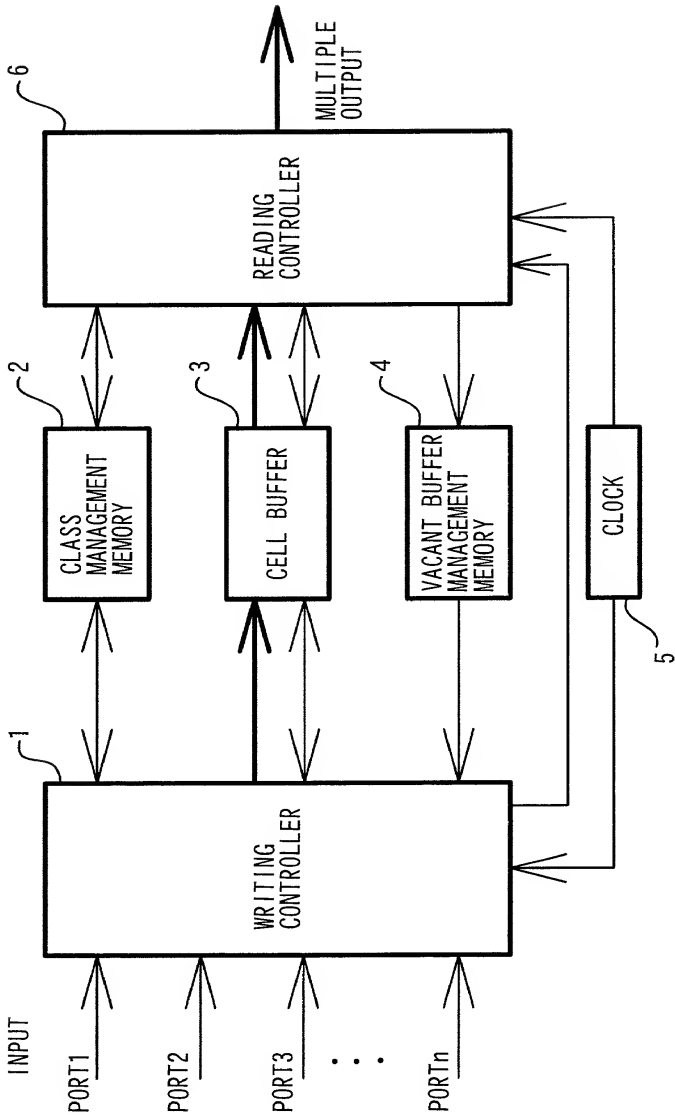 INPUT
PORT1
PORT2
PORT3
...
PORTn
1
WRITING
CONTROLLER
2
CLASS
MANAGEMENT
MEMORY
3
CELL BUFFER
4
VACANT BUFFER
MANAGEMENT
MEMORY
5
CLOCK
6
READING
CONTROLLER
MULTIPLE
OUTPUT